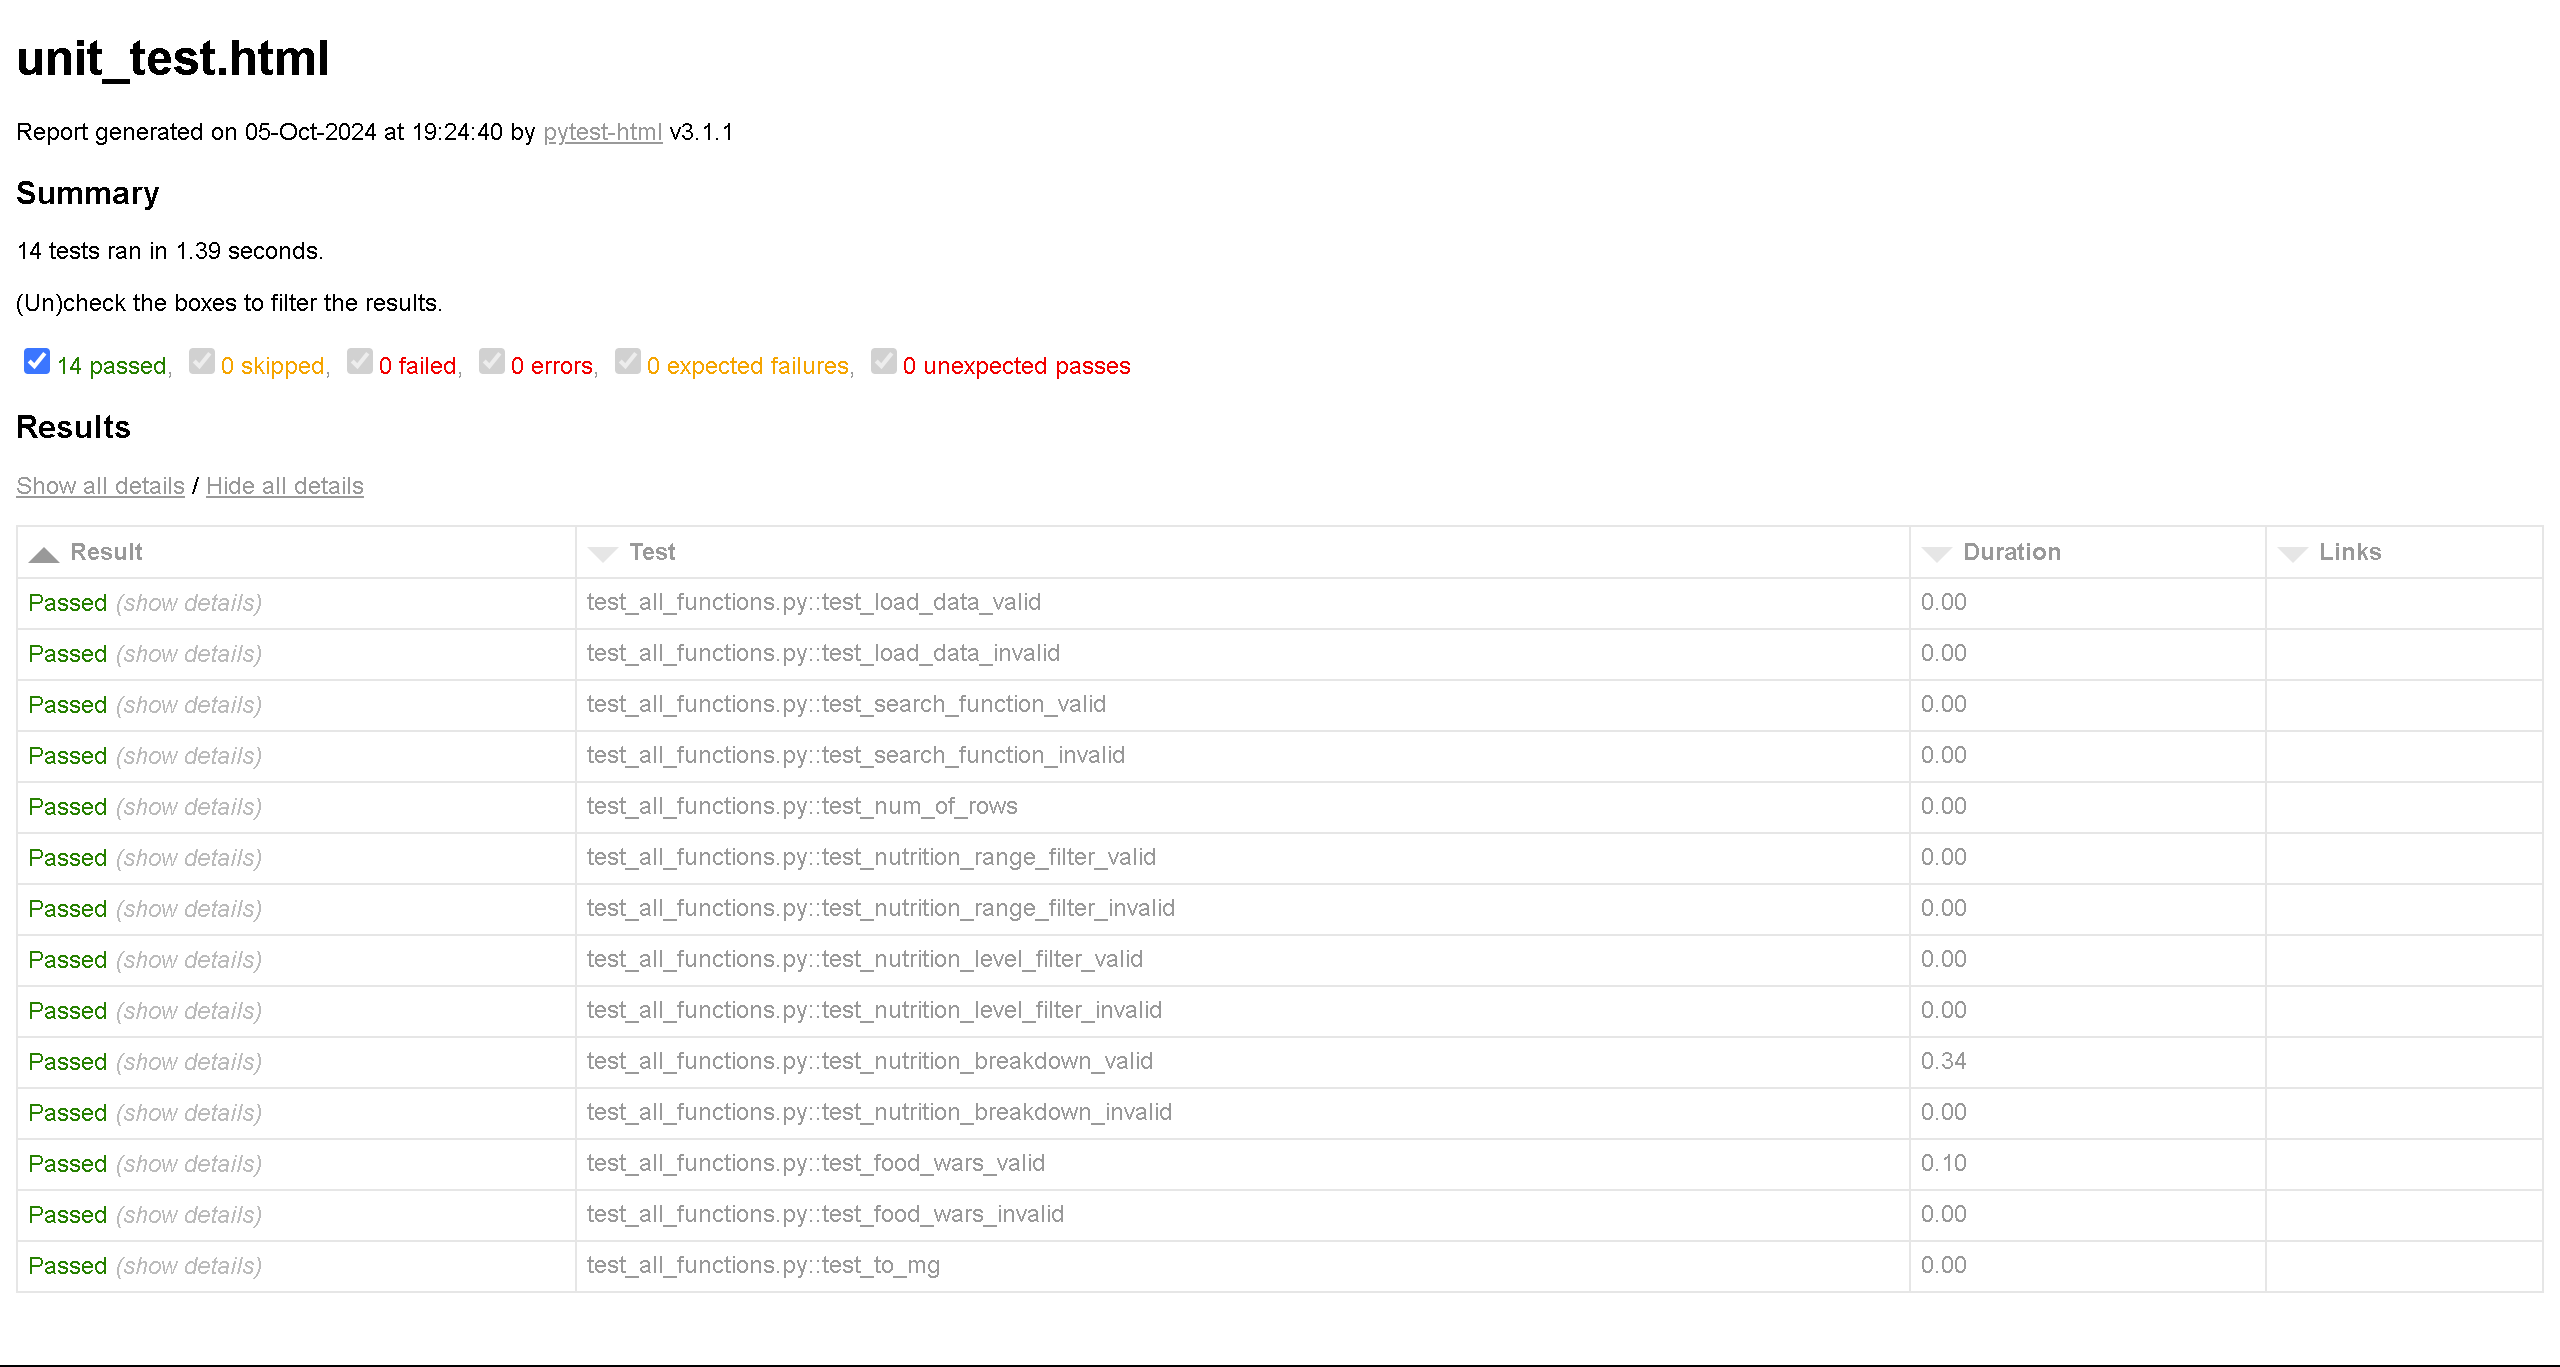 unit_test.html
Report generated on 05-Oct-2024 at 19:24:40 by pytest-html v3.1.1
Summary
14 tests ran in 1.39 seconds.
(Un)check the boxes to filter the results.
14 passed, 0 skipped, 0 failed, 0 errors, 0 expected failures, 0 unexpected passes
Results
Show all details / Hide all details
Result Test Duration Links
Passed (show details) test_all_functions.py::test_load_data_valid 0.00
Passed (show details) test_all_functions.py::test_load_data_invalid 0.00
Passed (show details) test_all_functions.py::test_search_function_valid 0.00
Passed (show details) test_all_functions.py::test_search_function_invalid 0.00
Passed (show details) test_all_functions.py::test_num_of_rows 0.00
Passed (show details) test_all_functions.py::test_nutrition_range_filter_valid 0.00
Passed (show details) test_all_functions.py::test_nutrition_range_filter_invalid 0.00
Passed (show details) test_all_functions.py::test_nutrition_level_filter_valid 0.00
Passed (show details) test_all_functions.py::test_nutrition_level_filter_invalid 0.00
Passed (show details) test_all_functions.py::test_nutrition_breakdown_valid 0.34
Passed (show details) test_all_functions.py::test_nutrition_breakdown_invalid 0.00
Passed (show details) test_all_functions.py::test_food_wars_valid 0.10
Passed (show details) test_all_functions.py::test_food_wars_invalid 0.00
Passed (show details) test_all_functions.py::test_to_mg 0.00